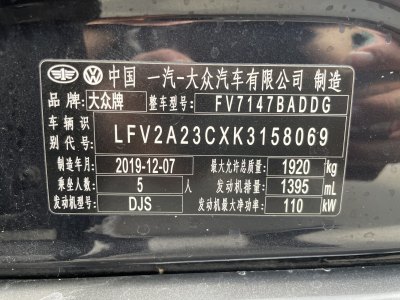 中国 一汽-大众汽车有限公司 制造
品牌:大众牌 整车型号: FV7147BADDG
车辆识别代号: LFV2A23CXK3158069
制造年月 2019-12-07 最大允许总质量: 1920 kg
乘坐人数: 5 人 发动机排量: 1395 mL
发动机型号: DJS 发动机最大净功率: 110 kW